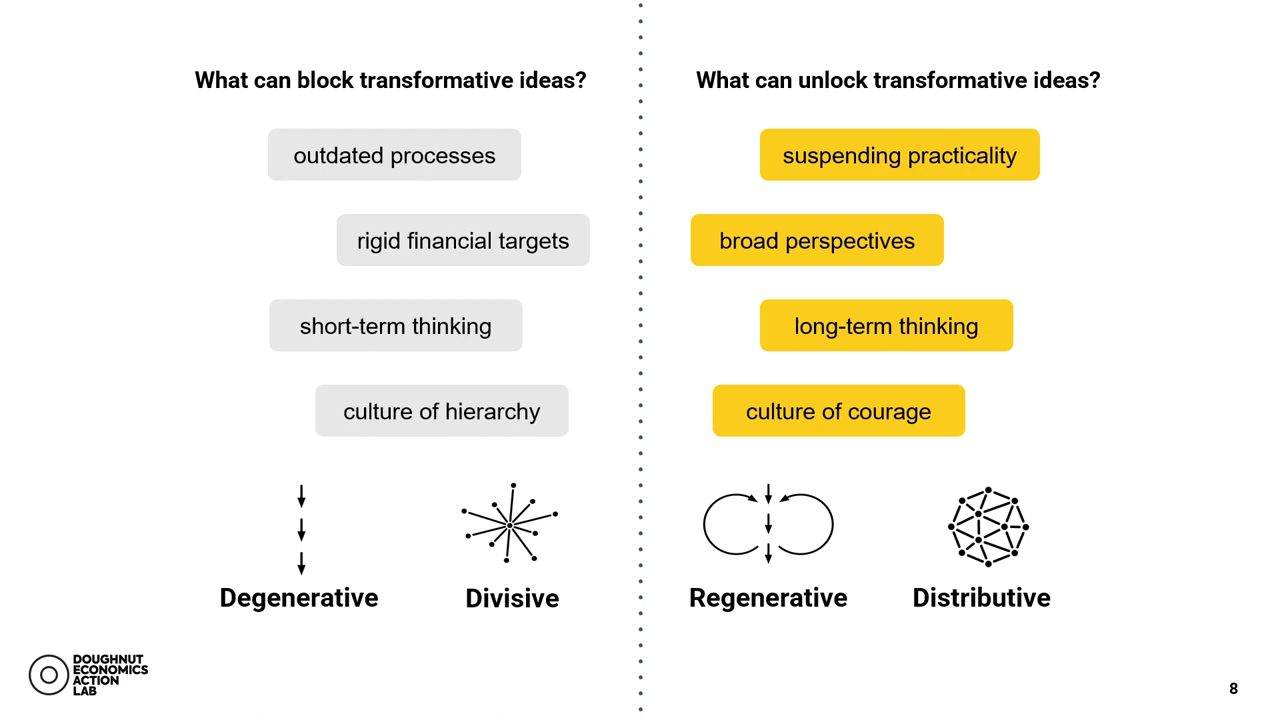 What can block transformative ideas?
outdated processes
rigid financial targets
short-term thinking
culture of hierarchy
Degenerative
Divisive
What can unlock transformative ideas?
suspending practicality
broad perspectives
long-term thinking
culture of courage
Regenerative
Distributive
DOUGHNUT
ECONOMICS
ACTION
LAB
8